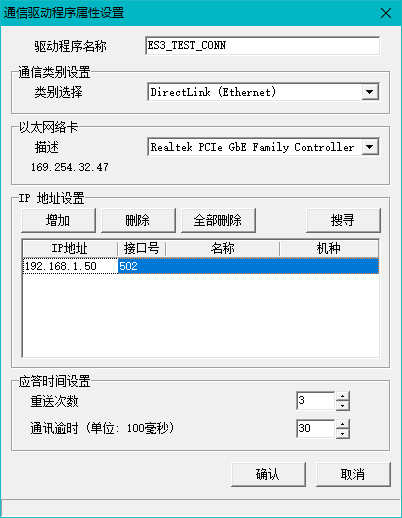 通信驱动程序属性设置
驱动程序名称 ES3_TEST_CONN
通信类别设置
类别选择 DirectLink (Ethernet)
以太网络卡
描述 Realtek PCIe GbE Family Controller
169.254.32.47
IP 地址设置
增加 删除 全部删除 搜寻
IP地址 接口号 名称 机种
192.168.1.50 502
应答时间设置
重送次数 3
通讯逾时 (单位: 100毫秒) 30
确认 取消